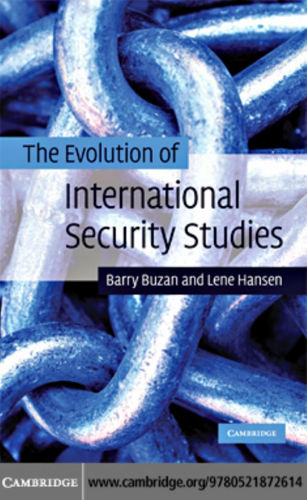 The Evolution of
International
Security Studies
Barry Buzan and Lene Hansen
CAMBRIDGE
CAMBRIDGE
www.cambridge.org/9780521872614